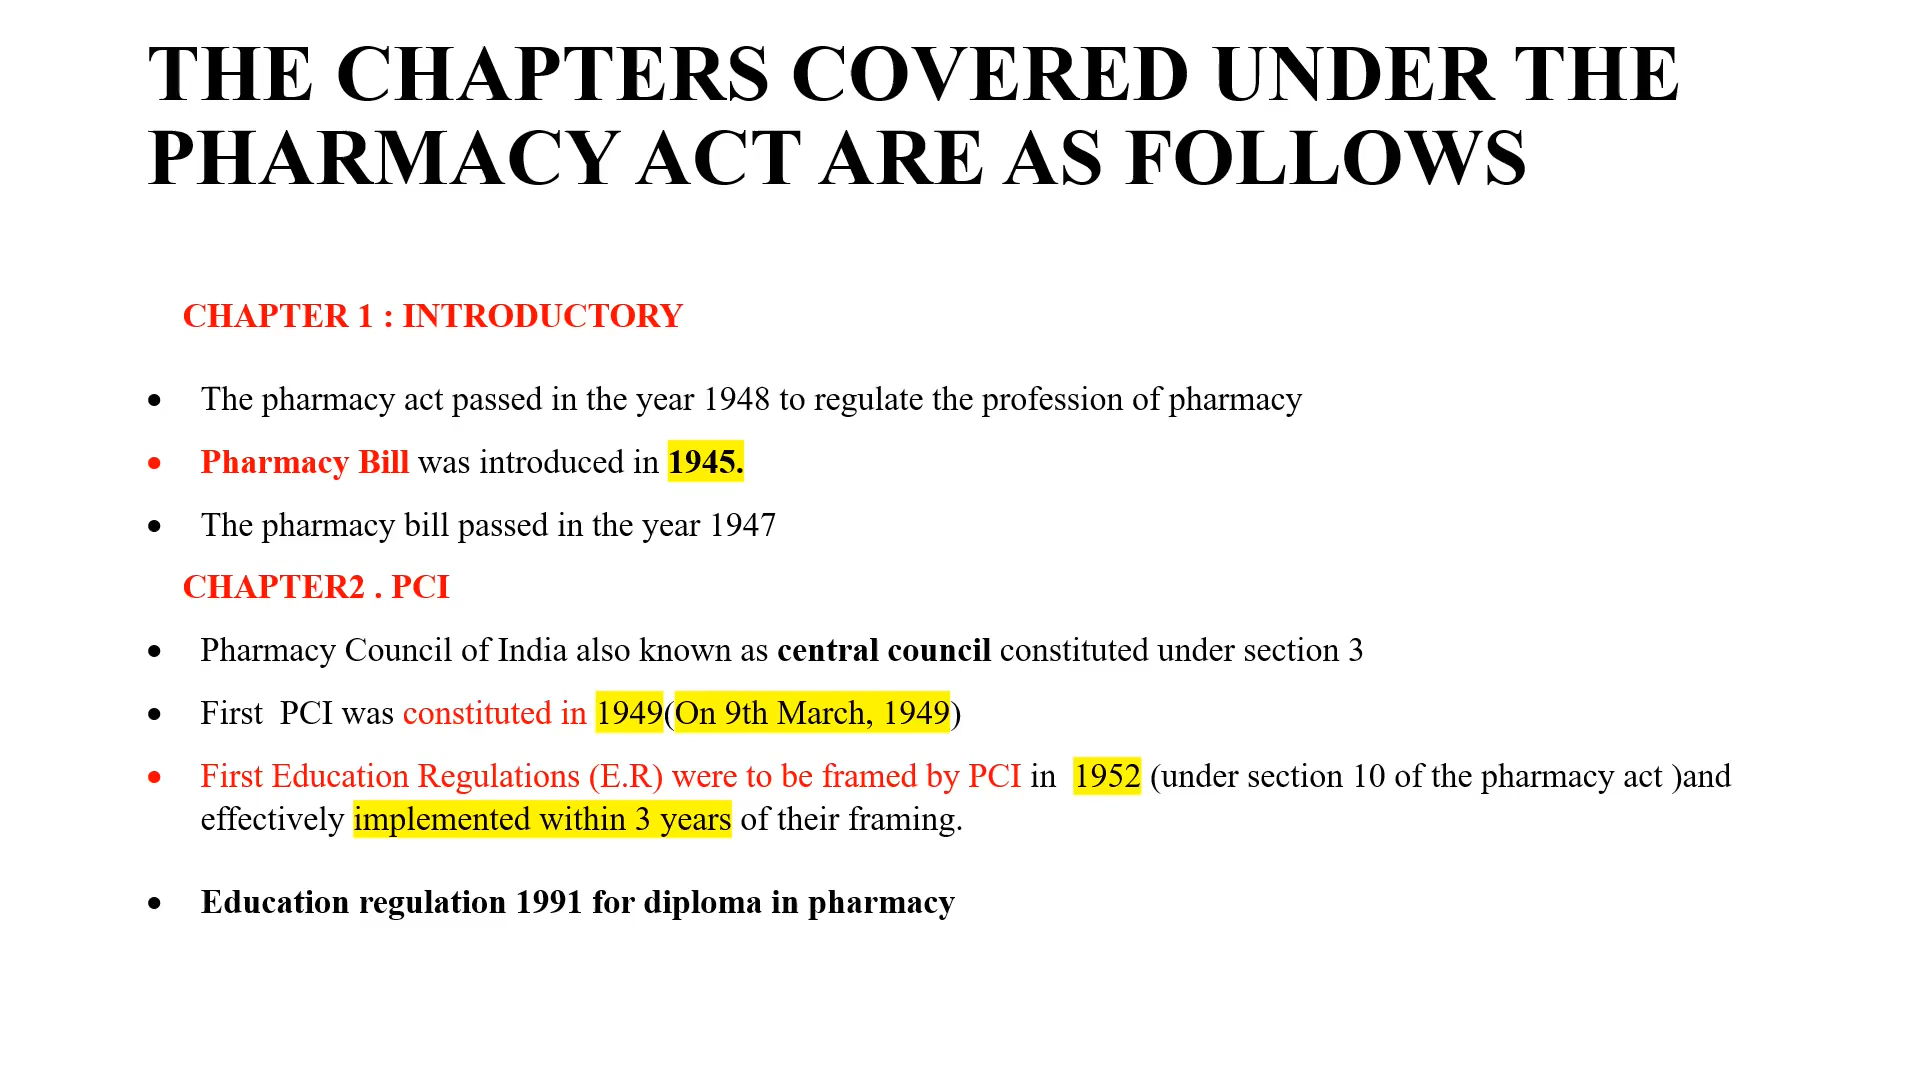 THE CHAPTERS COVERED UNDER THE
PHARMACY ACT ARE AS FOLLOWS
CHAPTER 1 : INTRODUCTORY
• The pharmacy act passed in the year 1948 to regulate the profession of pharmacy
• Pharmacy Bill was introduced in 1945.
• The pharmacy bill passed in the year 1947
CHAPTER2 . PCI
• Pharmacy Council of India also known as central council constituted under section 3
• First  PCI was constituted in 1949(On 9th March, 1949)
• First Education Regulations (E.R) were to be framed by PCI in  1952 (under section 10 of the pharmacy act )and
effectively implemented within 3 years of their framing.
• Education regulation 1991 for diploma in pharmacy